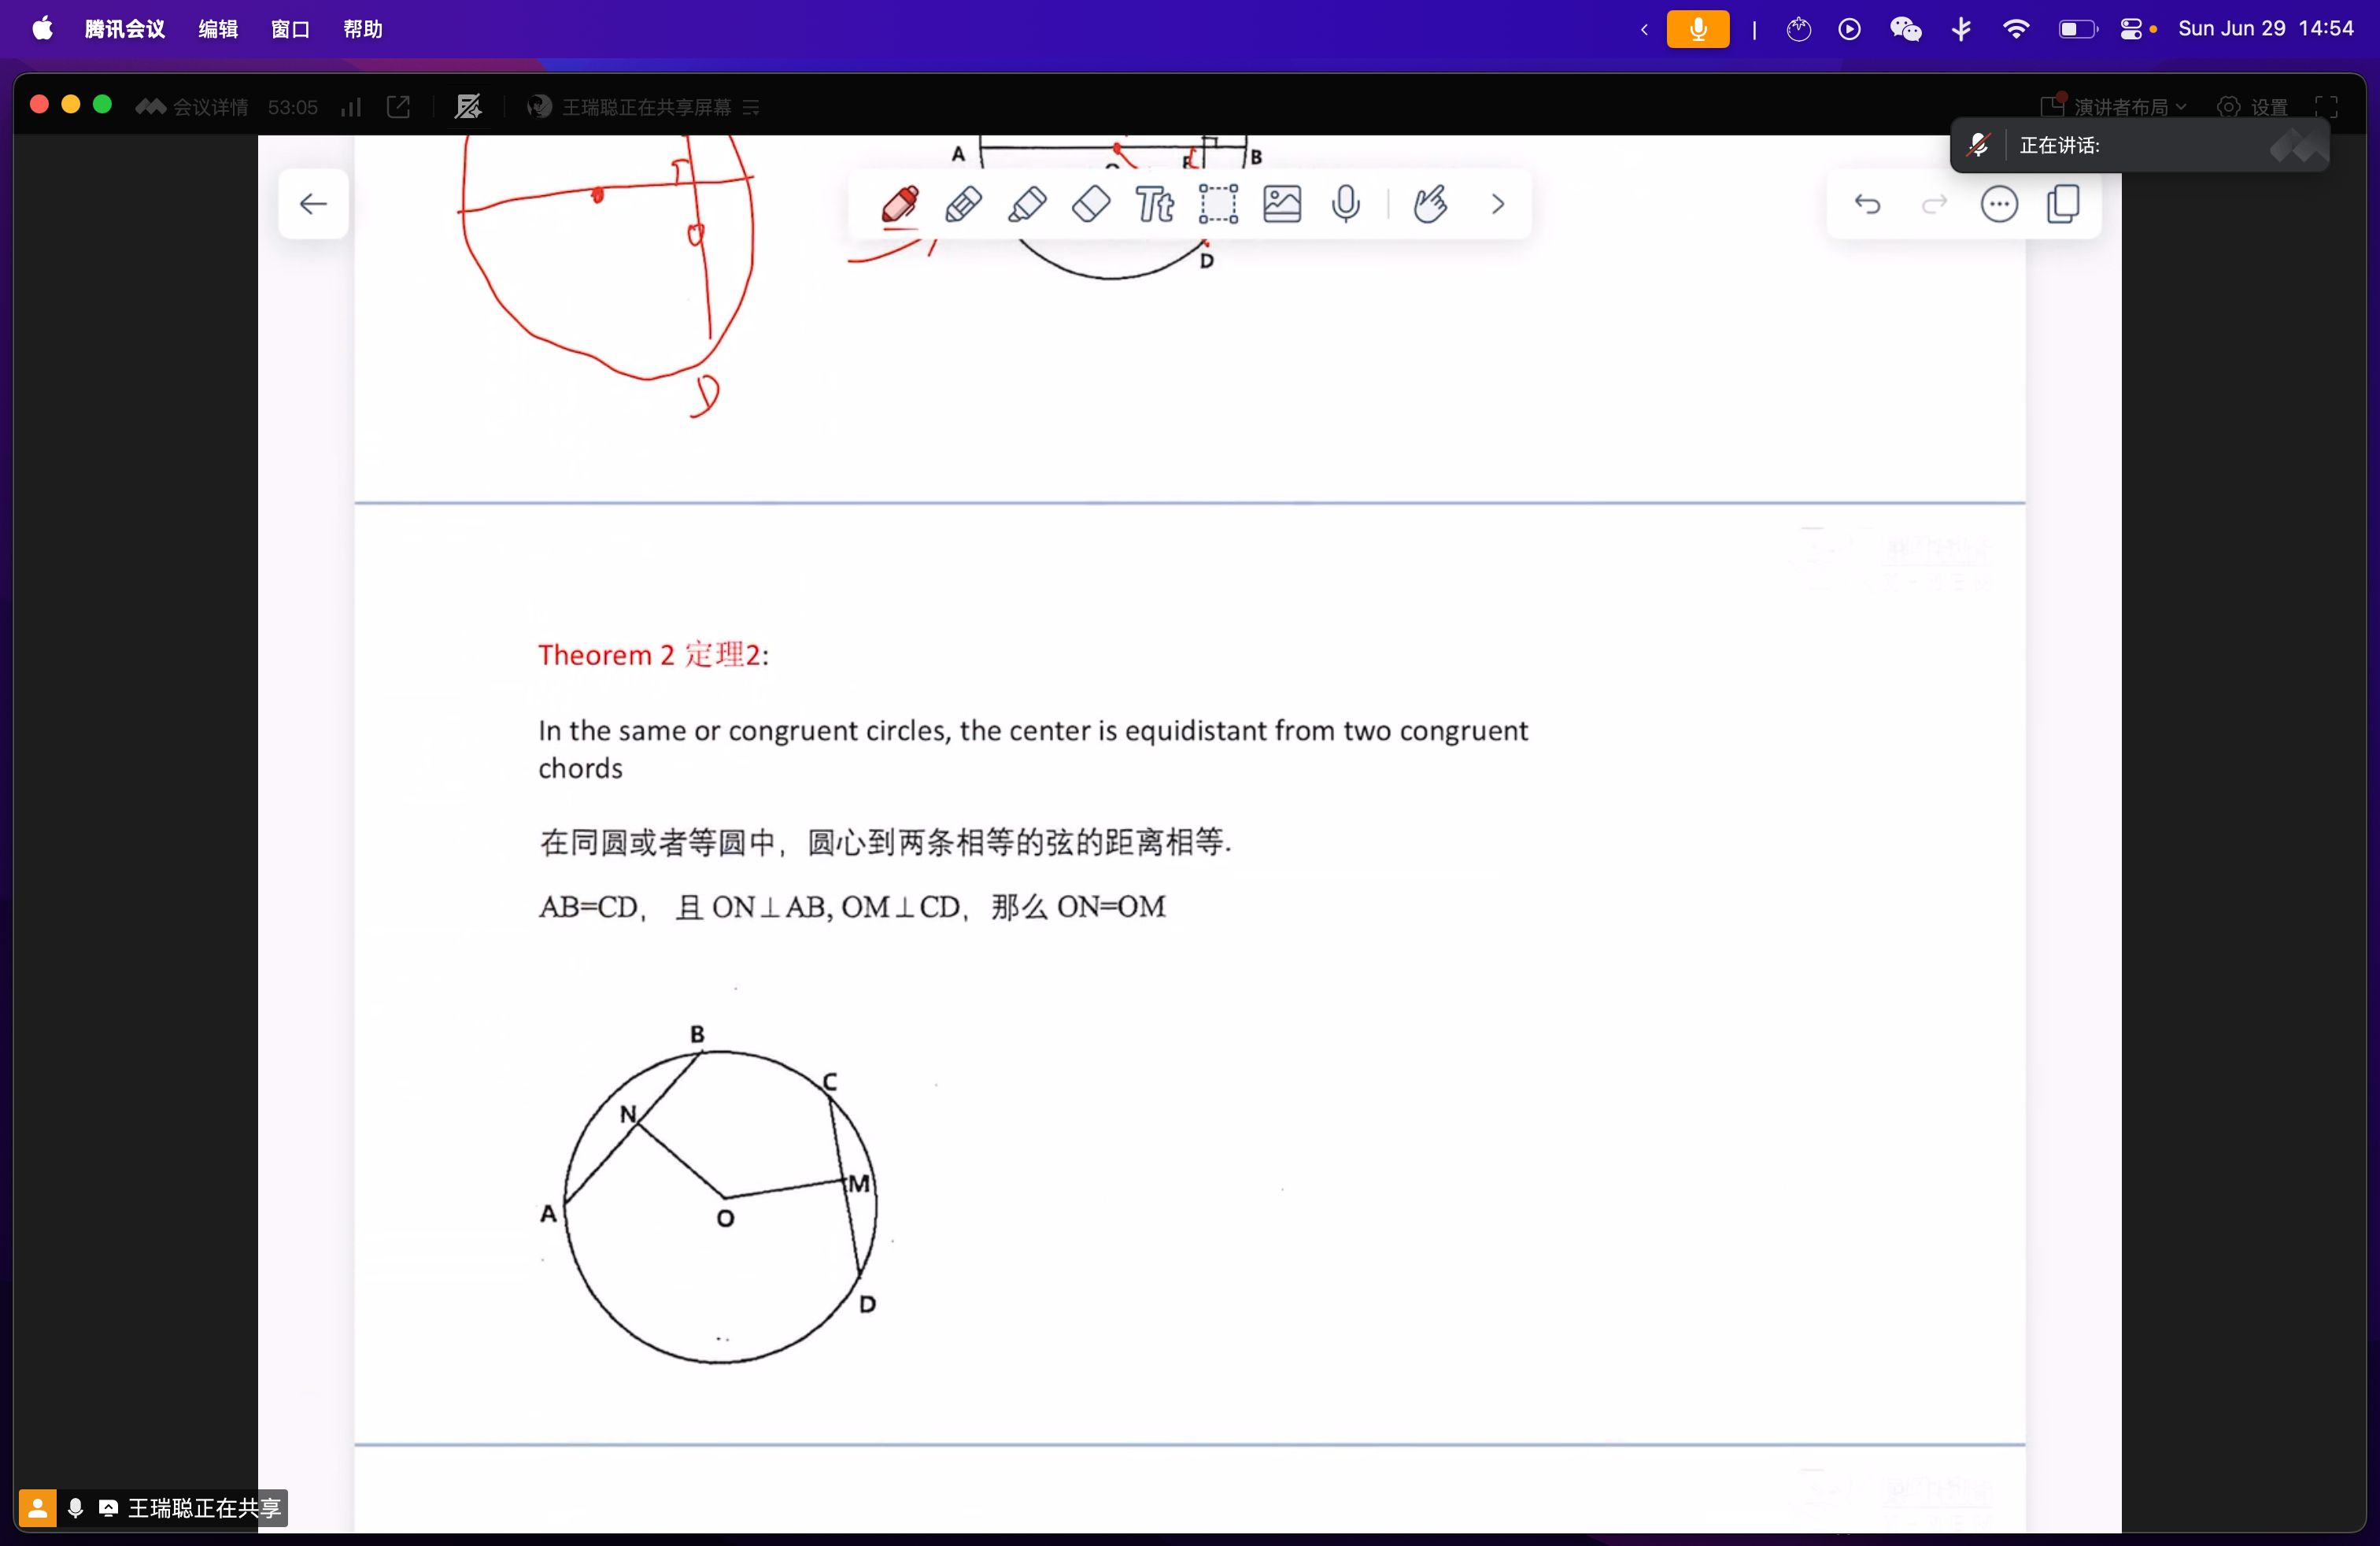 腾讯会议 编辑 窗口 帮助 Sun Jun 29 14:54
会议详情 53:05 王瑞聪正在共享屏幕 演讲者布局 设置
正在讲话:
A B
Tt
D
D
Theorem 2 定理2:
In the same or congruent circles, the center is equidistant from two congruent
chords
在同圆或者等圆中，圆心到两条相等的弦的距离相等.
AB=CD， 且 ON⊥AB, OM⊥CD，那么 ON=OM
B
C
N
M
A
O
D
王瑞聪正在共享